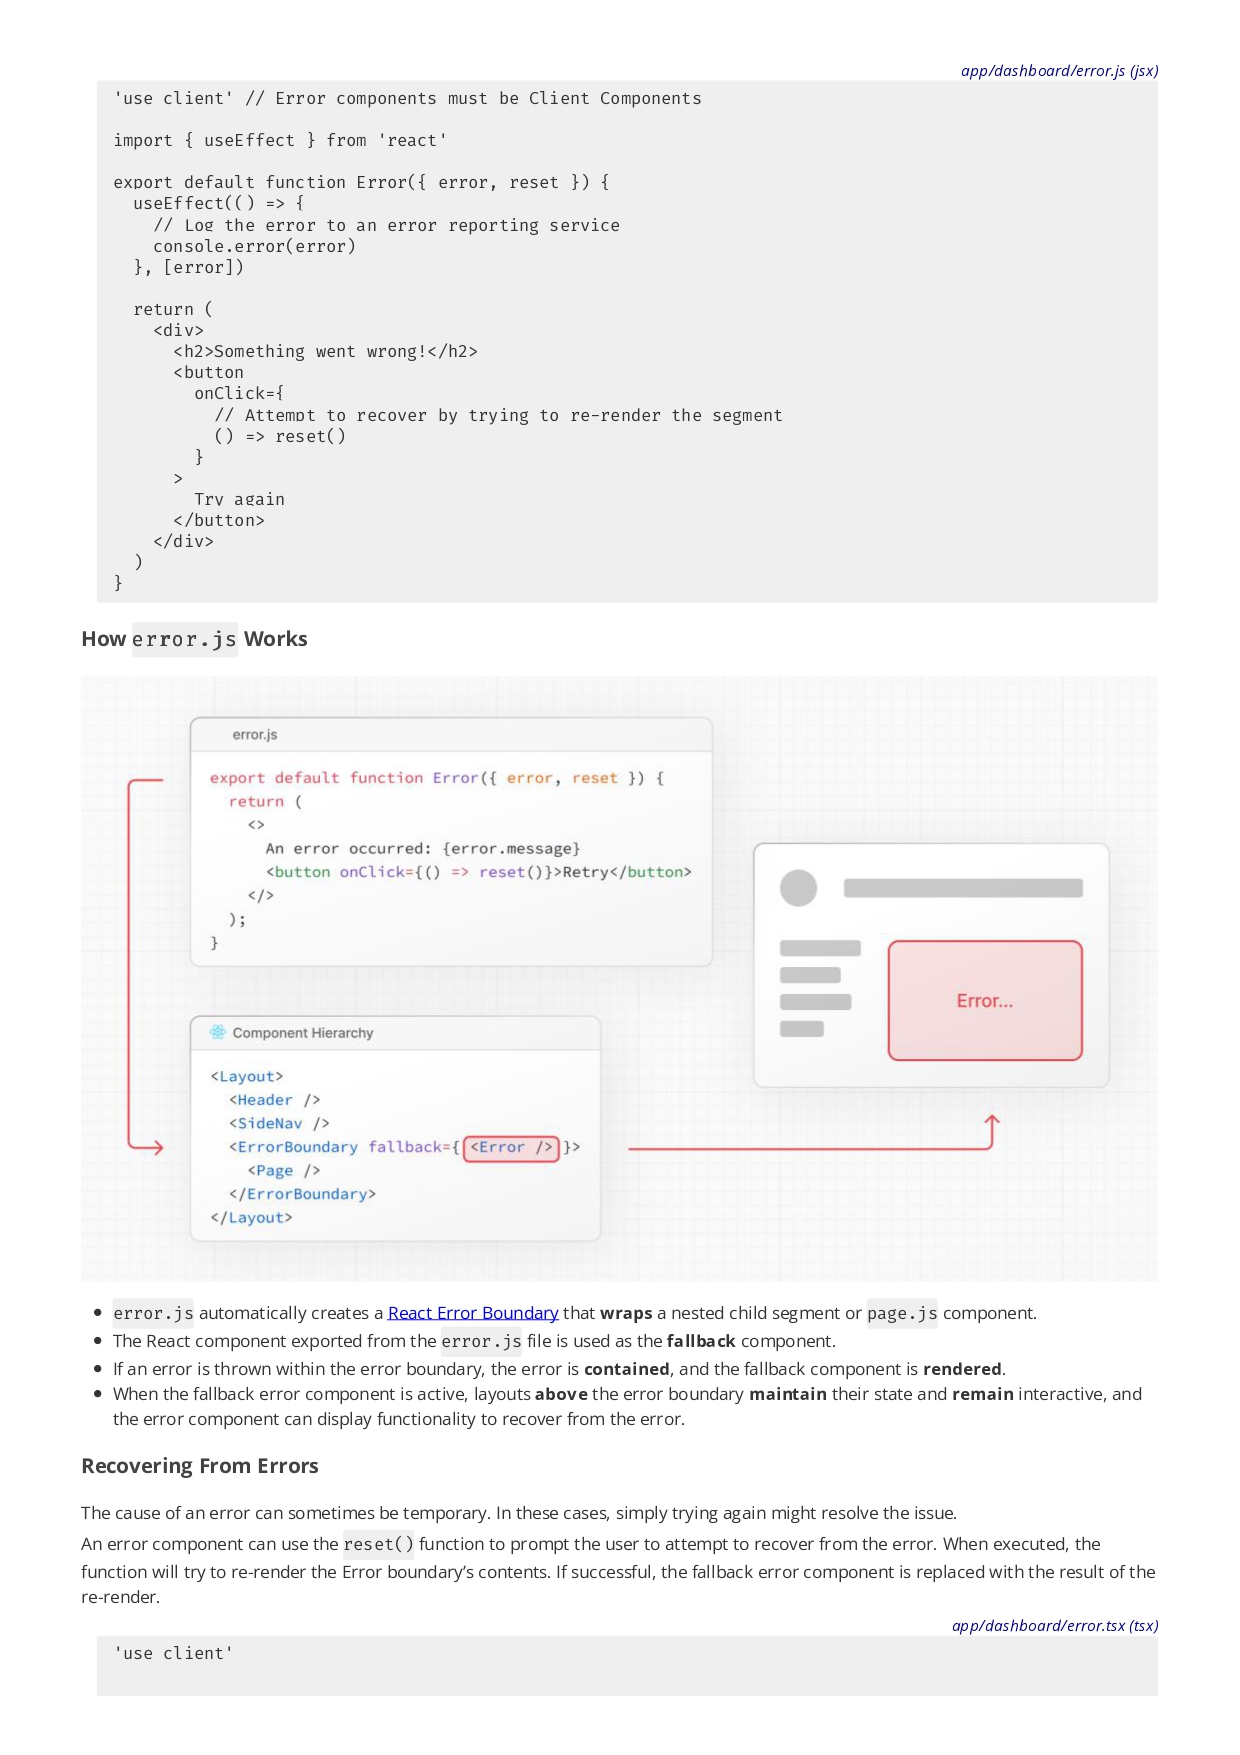 app/dashboard/error.js (jsx)
'use client' // Error components must be Client Components

import { useEffect } from 'react'

export default function Error({ error, reset }) {
  useEffect(() => {
    // Log the error to an error reporting service
    console.error(error)
  }, [error])

  return (
    <div>
      <h2>Something went wrong!</h2>
      <button
        onClick={
          // Attempt to recover by trying to re-render the segment
          () => reset()
        }
      >
        Try again
      </button>
    </div>
  )
}
How error.js Works
error.js
export default function Error({ error, reset }) {
  return (
    <>
      An error occurred: {error.message}
      <button onClick={() => reset()}>Retry</button>
    </>
  );
}
Component Hierarchy
<Layout>
  <Header />
  <SideNav />
  <ErrorBoundary fallback={ <Error /> }>
    <Page />
  </ErrorBoundary>
</Layout>
Error...
• error.js automatically creates a React Error Boundary that wraps a nested child segment or page.js component.
• The React component exported from the error.js file is used as the fallback component.
• If an error is thrown within the error boundary, the error is contained, and the fallback component is rendered.
• When the fallback error component is active, layouts above the error boundary maintain their state and remain interactive, and
the error component can display functionality to recover from the error.
Recovering From Errors
The cause of an error can sometimes be temporary. In these cases, simply trying again might resolve the issue.
An error component can use the reset() function to prompt the user to attempt to recover from the error. When executed, the
function will try to re-render the Error boundary’s contents. If successful, the fallback error component is replaced with the result of the
re-render.
app/dashboard/error.tsx (tsx)
'use client'